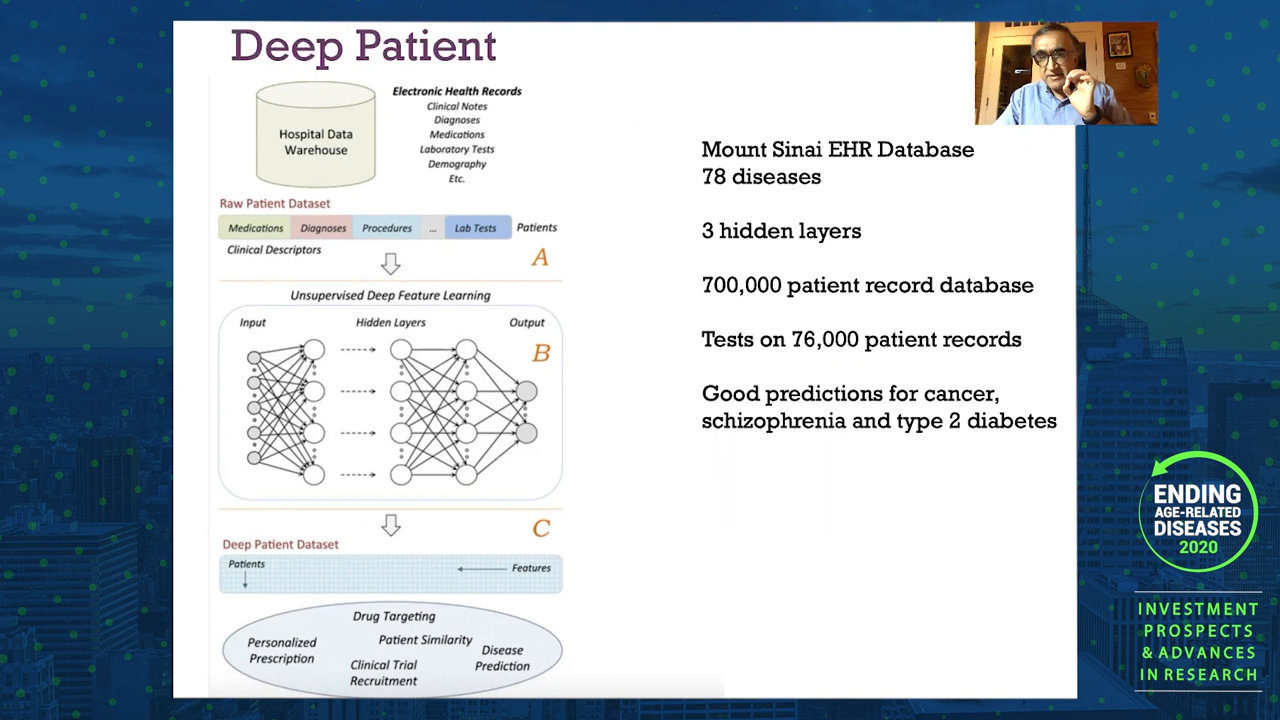 Deep Patient
Hospital Data
Warehouse
Electronic Health Records
Clinical Notes
Diagnoses
Medications
Laboratory Tests
Demography
Etc.
Raw Patient Dataset
Medications Diagnoses Procedures ... Lab Tests Patients
Clinical Descriptors
A
Unsupervised Deep Feature Learning
Input Hidden Layers Output
B
C
Deep Patient Dataset
Patients
Features
Drug Targeting
Personalized
Prescription
Patient Similarity
Clinical Trial
Recruitment
Disease
Prediction
Mount Sinai EHR Database
78 diseases
3 hidden layers
700,000 patient record database
Tests on 76,000 patient records
Good predictions for cancer,
schizophrenia and type 2 diabetes
ENDING
AGE-RELATED
DISEASES
2020
INVESTMENT
PROSPECTS
& ADVANCES
IN RESEARCH